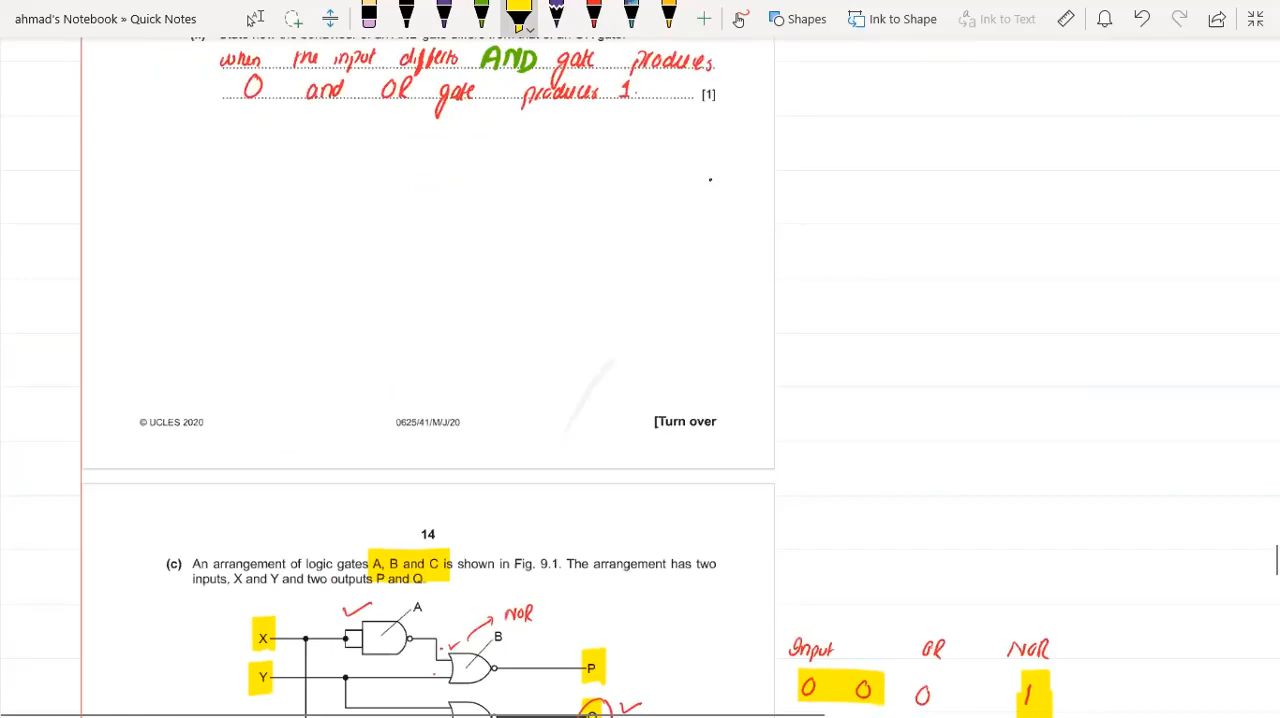 ahmad's Notebook » Quick Notes
Shapes
Ink to Shape
Ink to Text
when the input differs AND gate produces
0 and OR gate produces 1.
[1]
© UCLES 2020
0625/41/M/J/20
[Turn over
14
(c) An arrangement of logic gates A, B and C is shown in Fig. 9.1. The arrangement has two
inputs, X and Y and two outputs P and Q.
A
NOR
X
B
P
Y
Input OR NOR
0 0 0 1